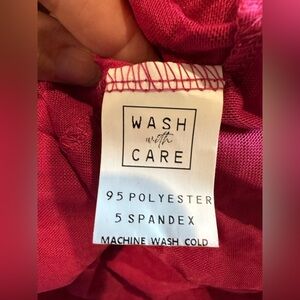 WASH
with
CARE
95 POLYESTER
5 SPANDEX
MACHINE WASH COLD